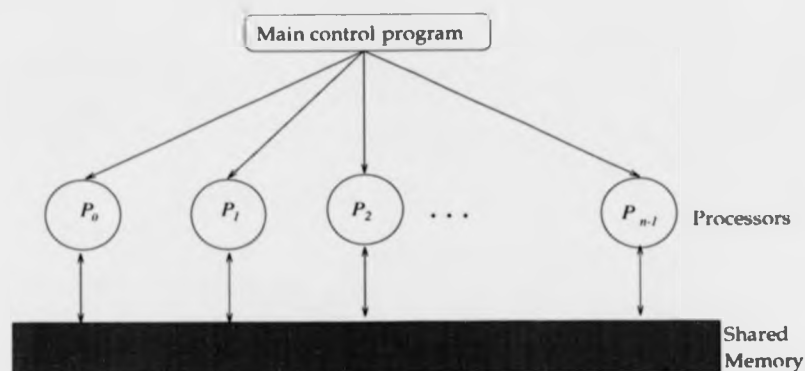 Main control program
P₀ P₁ P₂ . . . Pₙ₋₁ Processors
Shared
Memory